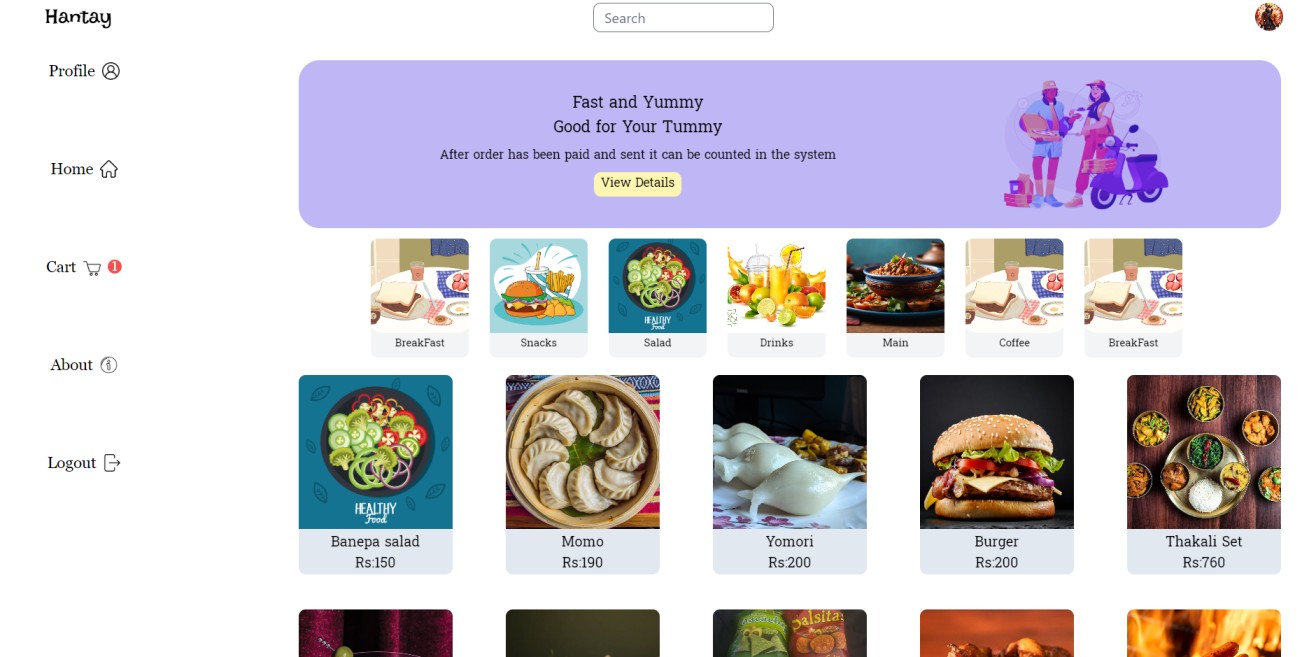 Hantay
Search
Profile
Home
Cart 1
About
Logout
Fast and Yummy
Good for Your Tummy
After order has been paid and sent it can be counted in the system
View Details
HEALTHY
Food
BreakFast
Snacks
Salad
Drinks
Main
Coffee
BreakFast
HEALTHY
Food
Banepa salad
Rs:150
Momo
Rs:190
Yomori
Rs:200
Burger
Rs:200
Thakali Set
Rs:760